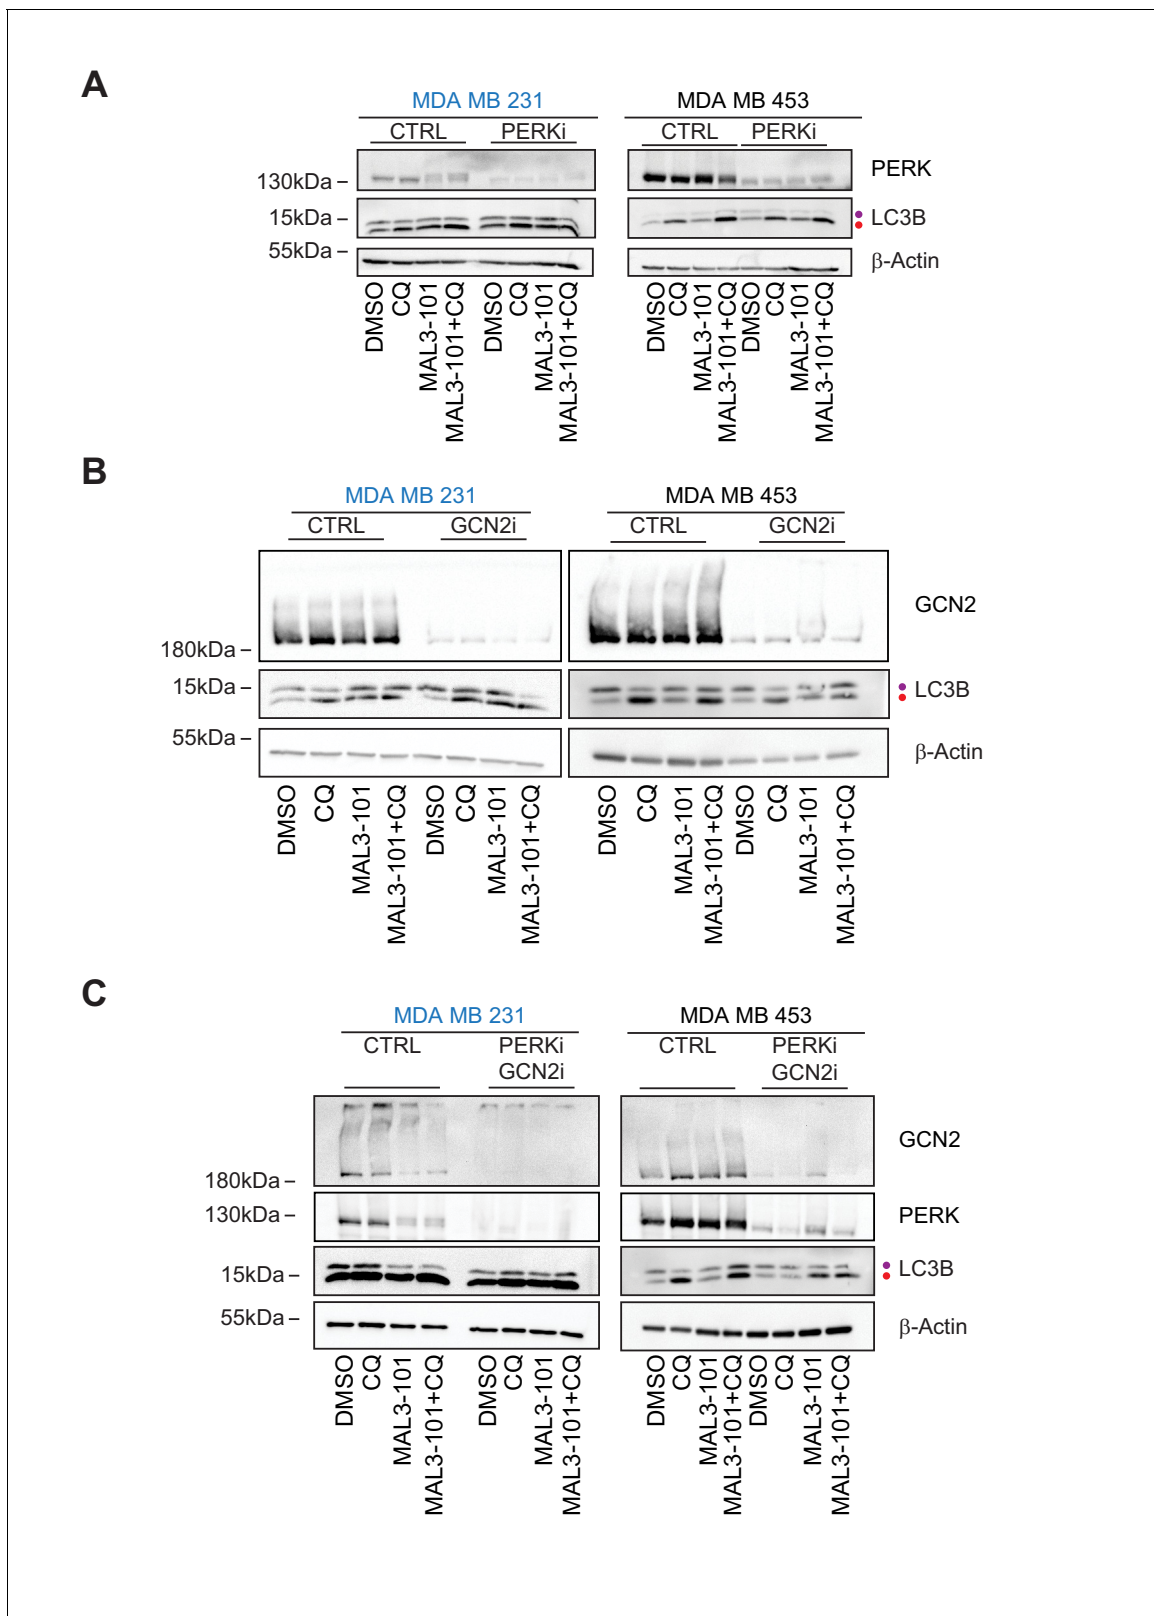 A
MDA MB 231
MDA MB 453
CTRL
PERKi
CTRL
PERKi
130kDa
PERK
15kDa
LC3B
55kDa
β-Actin
DMSO
CQ
MAL3-101
MAL3-101+CQ
DMSO
CQ
MAL3-101
MAL3-101+CQ
DMSO
CQ
MAL3-101
MAL3-101+CQ
DMSO
CQ
MAL3-101
MAL3-101+CQ
B
MDA MB 231
MDA MB 453
CTRL
GCN2i
CTRL
GCN2i
GCN2
180kDa
15kDa
LC3B
55kDa
β-Actin
DMSO
CQ
MAL3-101
MAL3-101+CQ
DMSO
CQ
MAL3-101
MAL3-101+CQ
DMSO
CQ
MAL3-101
MAL3-101+CQ
DMSO
CQ
MAL3-101
MAL3-101+CQ
C
MDA MB 231
MDA MB 453
CTRL
PERKi
GCN2i
CTRL
PERKi
GCN2i
GCN2
180kDa
130kDa
PERK
15kDa
LC3B
55kDa
β-Actin
DMSO
CQ
MAL3-101
MAL3-101+CQ
DMSO
CQ
MAL3-101
MAL3-101+CQ
DMSO
CQ
MAL3-101
MAL3-101+CQ
DMSO
CQ
MAL3-101
MAL3-101+CQ